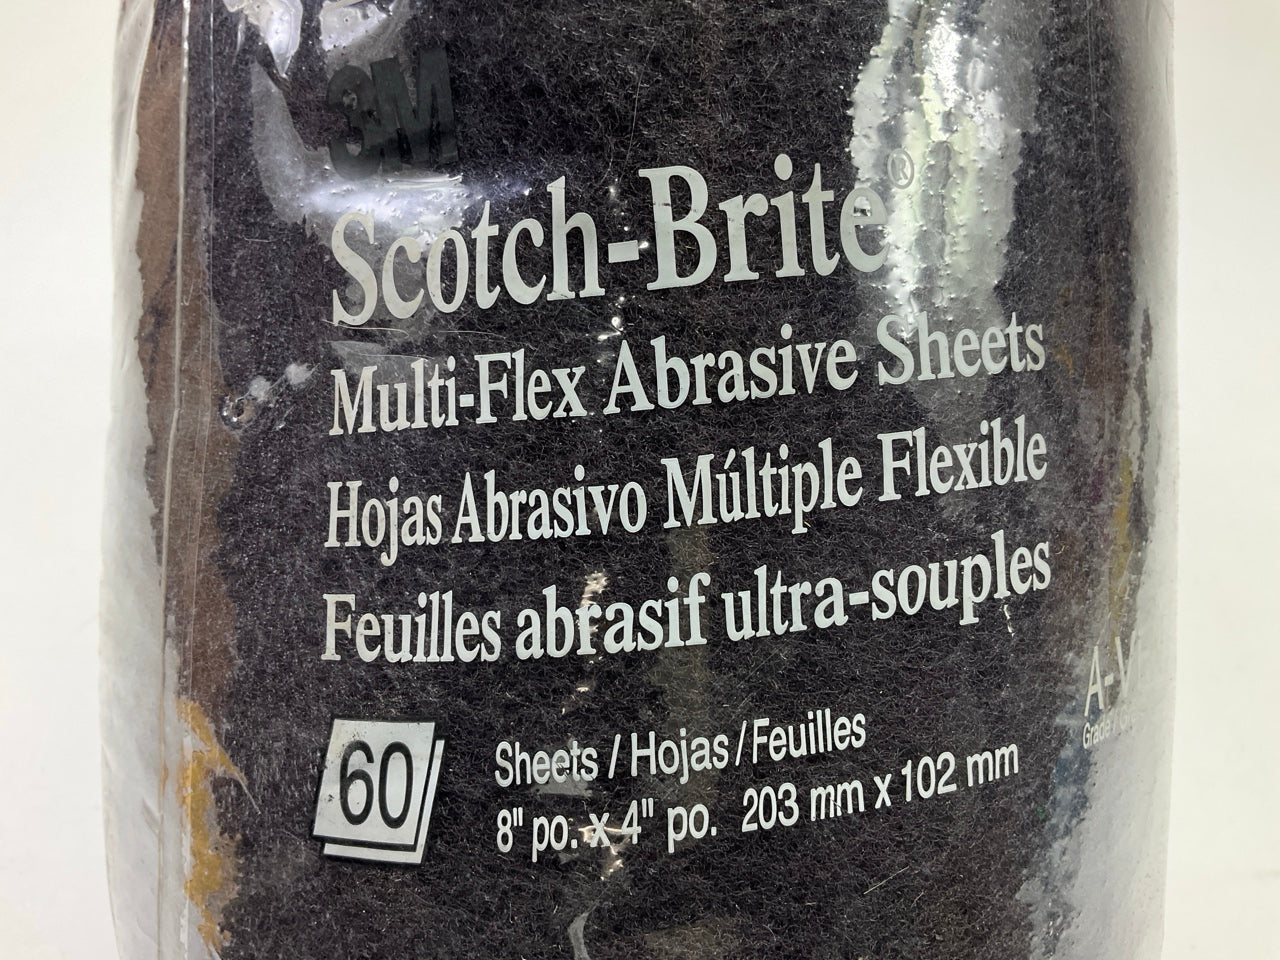 3M
Scotch-Brite®
Multi-Flex Abrasive Sheets
Hojas Abrasivo Múltiple Flexible
Feuilles abrasif ultra-souples
60
Sheets / Hojas / Feuilles
8" po. x 4" po. 203 mm x 102 mm
A-V
Grade